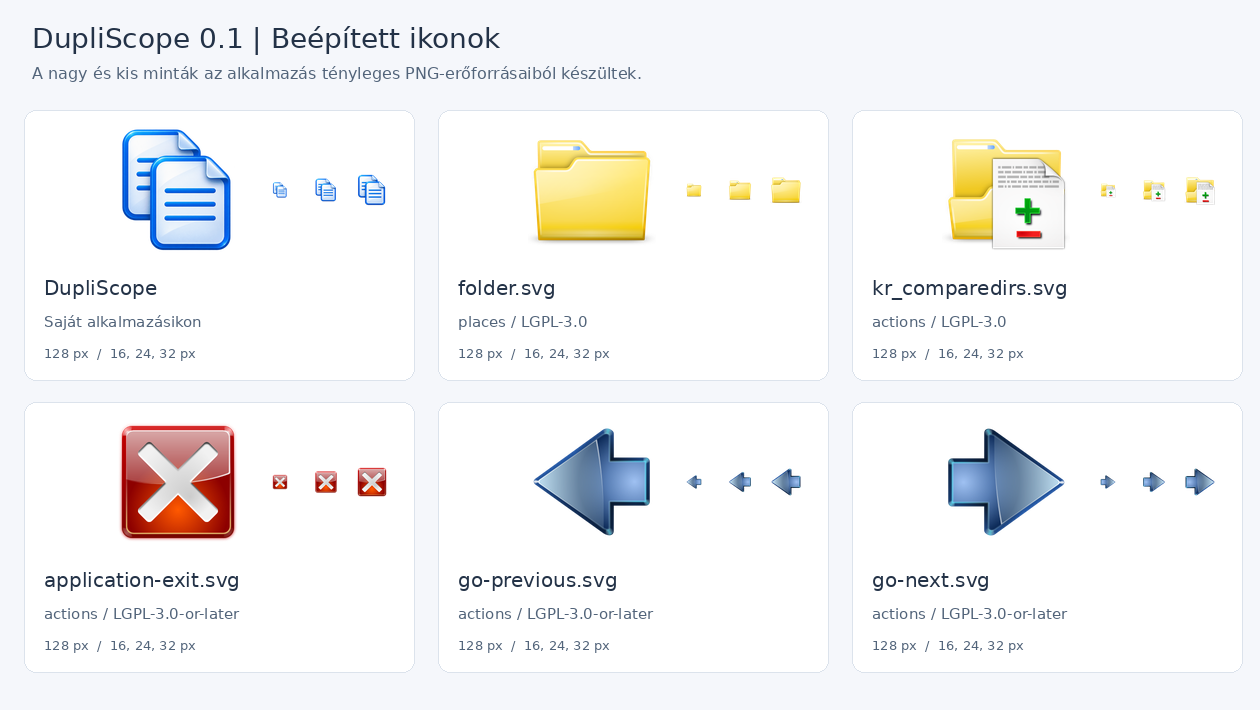 DupliScope 0.1 | Beépített ikonok
A nagy és kis minták az alkalmazás tényleges PNG-erőforrásaiból készültek.
DupliScope
Saját alkalmazásikon
128 px / 16, 24, 32 px
folder.svg
places / LGPL-3.0
128 px / 16, 24, 32 px
kr_comparedirs.svg
actions / LGPL-3.0
128 px / 16, 24, 32 px
application-exit.svg
actions / LGPL-3.0-or-later
128 px / 16, 24, 32 px
go-previous.svg
actions / LGPL-3.0-or-later
128 px / 16, 24, 32 px
go-next.svg
actions / LGPL-3.0-or-later
128 px / 16, 24, 32 px